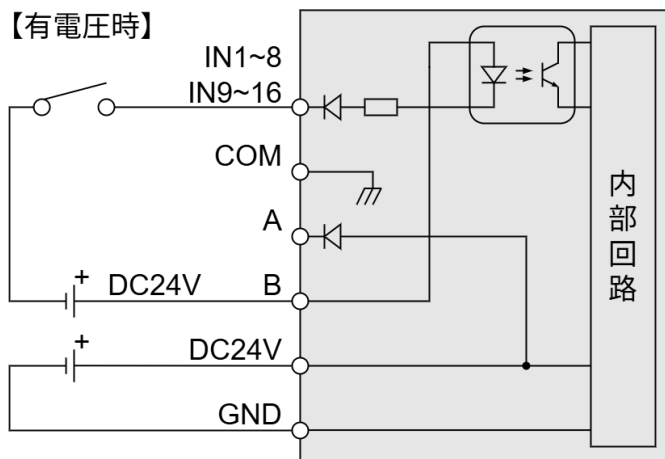 【有電圧時】
IN1~8
IN9~16
COM
A
+
DC24V
B
+
DC24V
GND
内部回路